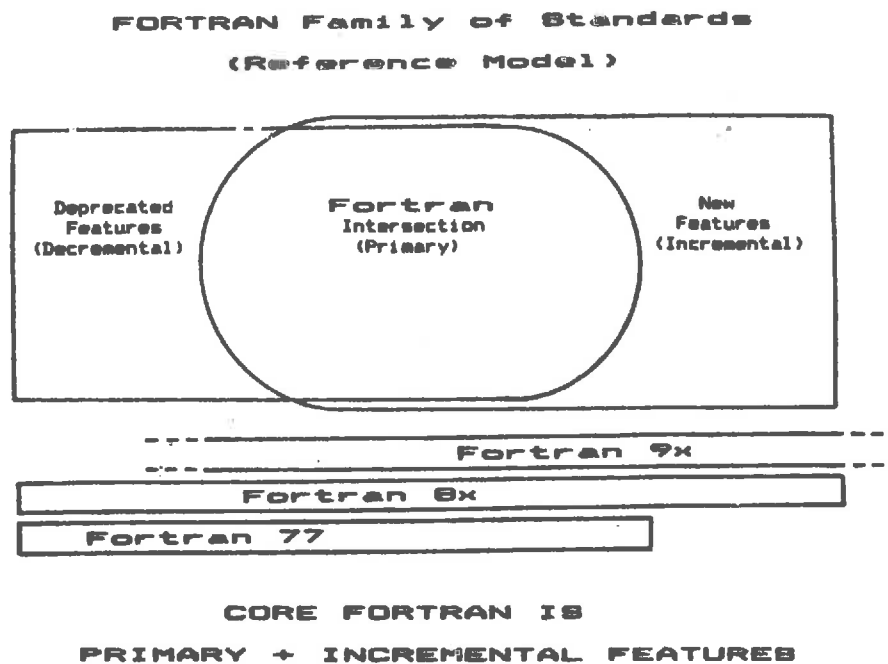 FORTRAN Family of Standards
(Reference Model)
Deprecated
Features
(Decremental)
Fortran
Intersection
(Primary)
New
Features
(Incremental)
Fortran 9x
Fortran 8x
Fortran 77
CORE FORTRAN IS
PRIMARY + INCREMENTAL FEATURES